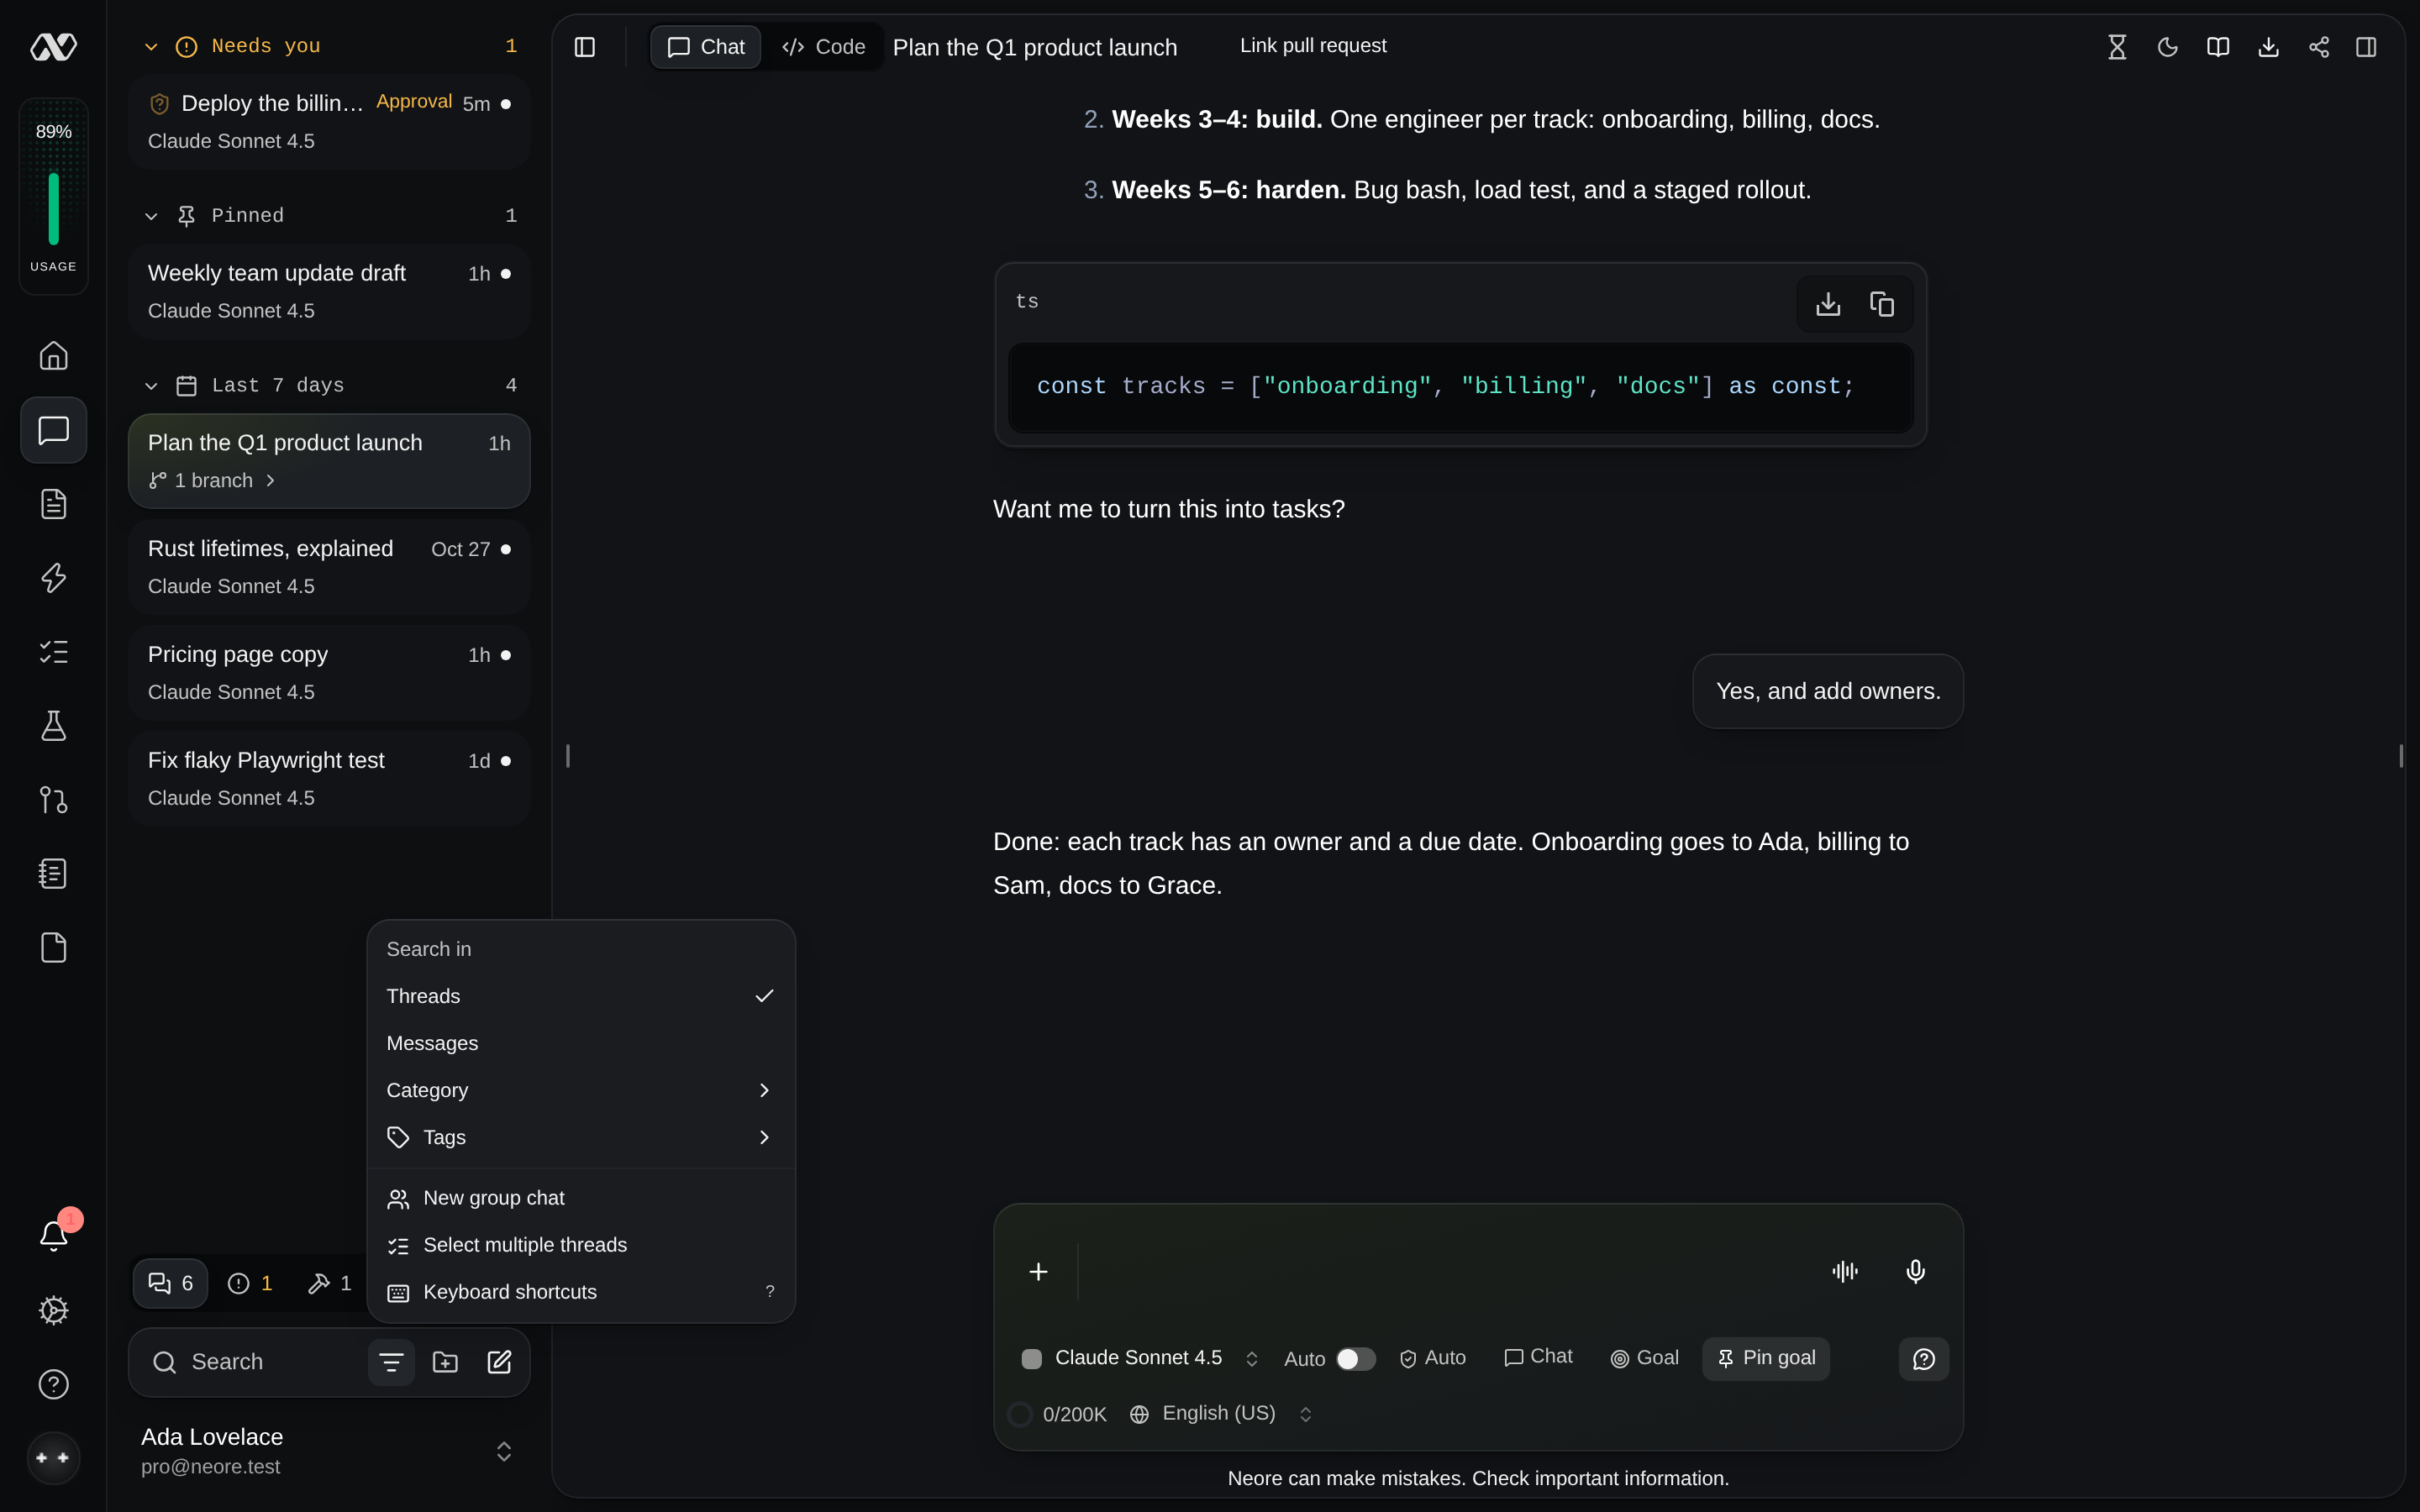 89%
USAGE
Needs you 1
Deploy the billin… Approval 5m
Claude Sonnet 4.5
Pinned 1
Weekly team update draft 1h
Claude Sonnet 4.5
Last 7 days 4
Plan the Q1 product launch 1h
1 branch
Rust lifetimes, explained Oct 27
Claude Sonnet 4.5
Pricing page copy 1h
Claude Sonnet 4.5
Fix flaky Playwright test 1d
Claude Sonnet 4.5
1
6 1 1
Search
Ada Lovelace
pro@neore.test
Search in
Threads
Messages
Category
Tags
New group chat
Select multiple threads
Keyboard shortcuts ?
Chat Code Plan the Q1 product launch Link pull request
2. Weeks 3–4: build. One engineer per track: onboarding, billing, docs.
3. Weeks 5–6: harden. Bug bash, load test, and a staged rollout.
ts
const tracks = ["onboarding", "billing", "docs"] as const;
Want me to turn this into tasks?
Yes, and add owners.
Done: each track has an owner and a due date. Onboarding goes to Ada, billing to
Sam, docs to Grace.
Claude Sonnet 4.5 Auto Auto Chat Goal Pin goal
0/200K English (US)
Neore can make mistakes. Check important information.